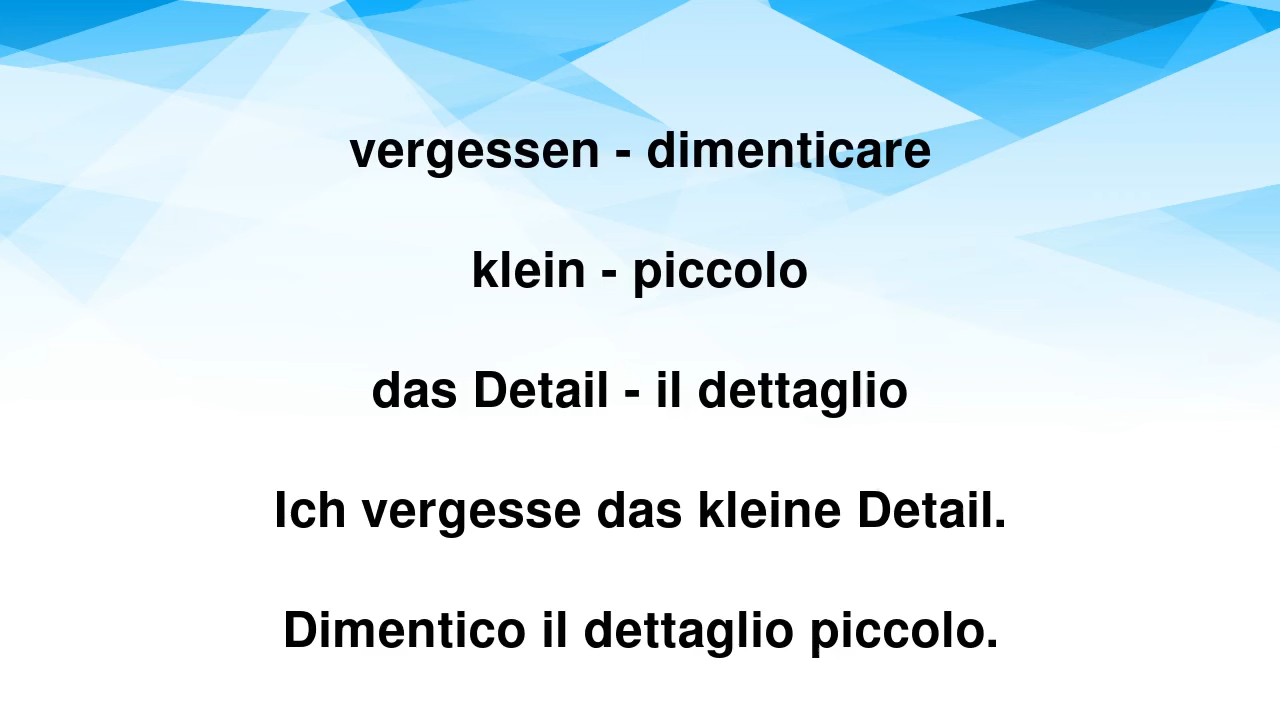 vergessen - dimenticare
klein - piccolo
das Detail - il dettaglio
Ich vergesse das kleine Detail.
Dimentico il dettaglio piccolo.